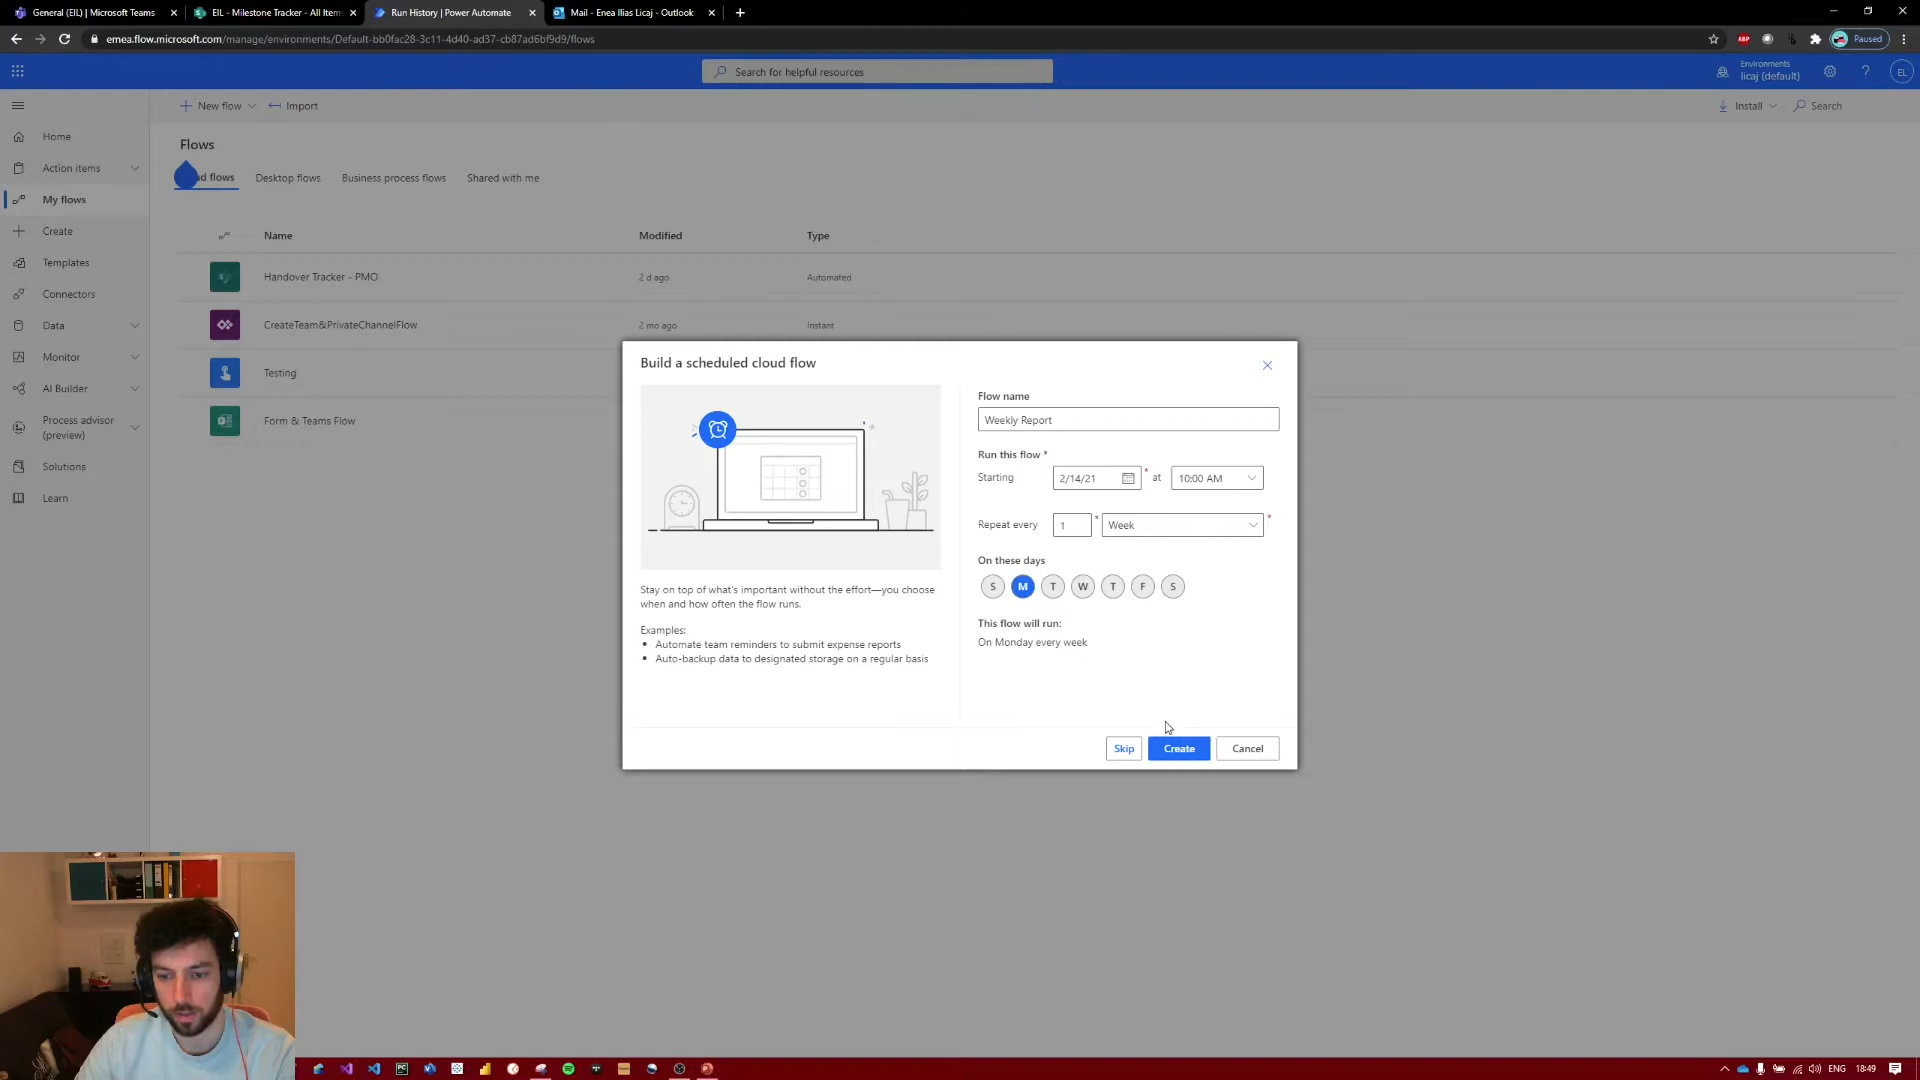 General (EIL) | Microsoft Teams
EIL - Milestone Tracker - All Item
Run History | Power Automate
Mail - Enea Ilias Licaj - Outlook
emea.flow.microsoft.com/manage/environments/Default-bb0fac28-3c11-4d40-ad37-cb87ad6bf9d9/flows
ABP
Paused
Search for helpful resources
Environments
licaj (default)
EL
New flow
Import
Install
Search
Home
Action items
My flows
Create
Templates
Connectors
Data
Monitor
AI Builder
Process advisor
(preview)
Solutions
Learn
Flows
d flows
Desktop flows
Business process flows
Shared with me
Name
Modified
Type
Handover Tracker - PMO
2 d ago
Automated
CreateTeam&PrivateChannelFlow
2 mo ago
Instant
Testing
Form & Teams Flow
Build a scheduled cloud flow
Stay on top of what's important without the effort—you choose
when and how often the flow runs.
Examples:
• Automate team reminders to submit expense reports
• Auto-backup data to designated storage on a regular basis
Flow name
Weekly Report
Run this flow *
Starting
2/14/21
*
at
10:00 AM
Repeat every
1
*
Week
*
On these days
S M T W T F S
This flow will run:
On Monday every week
Skip
Create
Cancel
PC
ENG
18:49